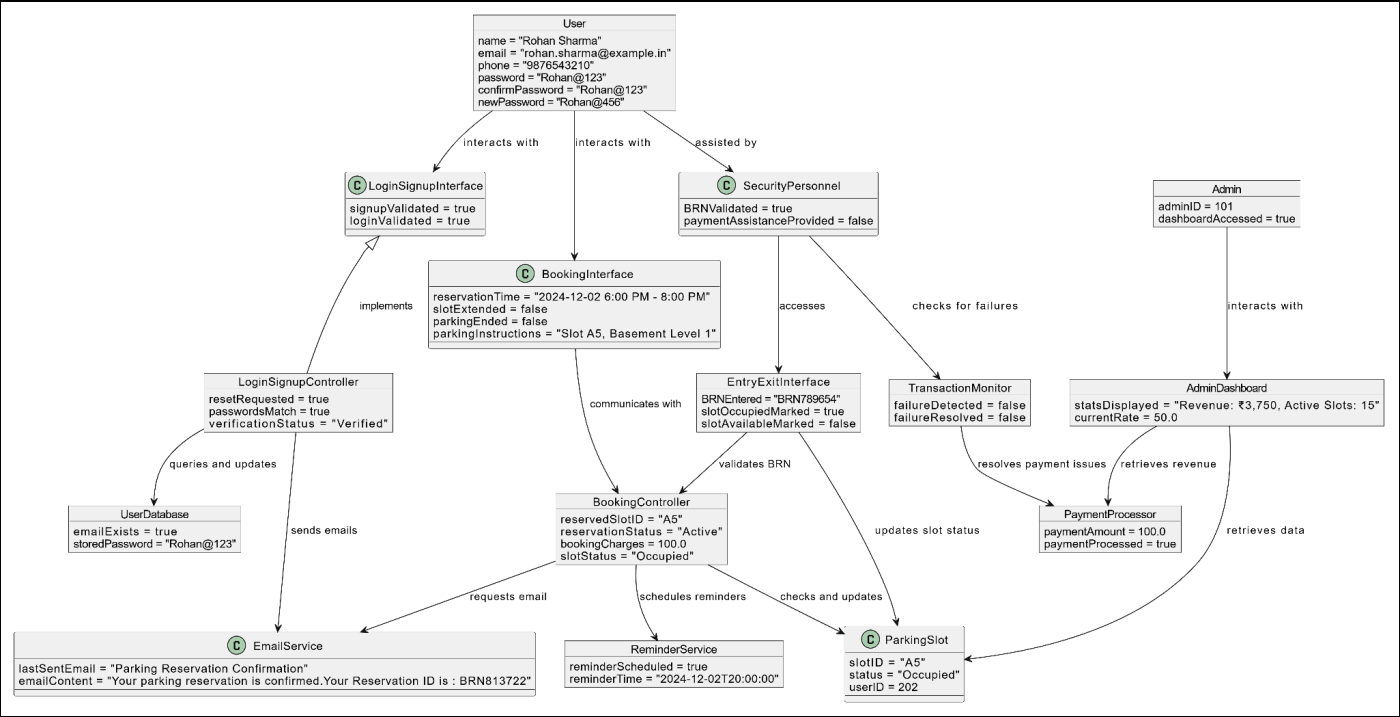 User
name = "Rohan Sharma"
email = "rohan.sharma@example.in"
phone = "9876543210"
password = "Rohan@123"
confirmPassword = "Rohan@123"
newPassword = "Rohan@456"
interacts with
interacts with
assisted by
C LoginSignupInterface
signupValidated = true
loginValidated = true
C SecurityPersonnel
BRNValidated = true
paymentAssistanceProvided = false
Admin
adminID = 101
dashboardAccessed = true
C BookingInterface
reservationTime = "2024-12-02 6:00 PM - 8:00 PM"
slotExtended = false
parkingEnded = false
parkingInstructions = "Slot A5, Basement Level 1"
implements
accesses
checks for failures
interacts with
LoginSignupController
resetRequested = true
passwordsMatch = true
verificationStatus = "Verified"
communicates with
EntryExitInterface
BRNEntered = "BRN789654"
slotOccupiedMarked = true
slotAvailableMarked = false
TransactionMonitor
failureDetected = false
failureResolved = false
AdminDashboard
statsDisplayed = "Revenue: ₹3,750, Active Slots: 15"
currentRate = 50.0
queries and updates
validates BRN
resolves payment issues
retrieves revenue
UserDatabase
emailExists = true
storedPassword = "Rohan@123"
sends emails
BookingController
reservedSlotID = "A5"
reservationStatus = "Active"
bookingCharges = 100.0
slotStatus = "Occupied"
updates slot status
PaymentProcessor
paymentAmount = 100.0
paymentProcessed = true
retrieves data
requests email
schedules reminders
checks and updates
C EmailService
lastSentEmail = "Parking Reservation Confirmation"
emailContent = "Your parking reservation is confirmed.Your Reservation ID is : BRN813722"
ReminderService
reminderScheduled = true
reminderTime = "2024-12-02T20:00:00"
C ParkingSlot
slotID = "A5"
status = "Occupied"
userID = 202